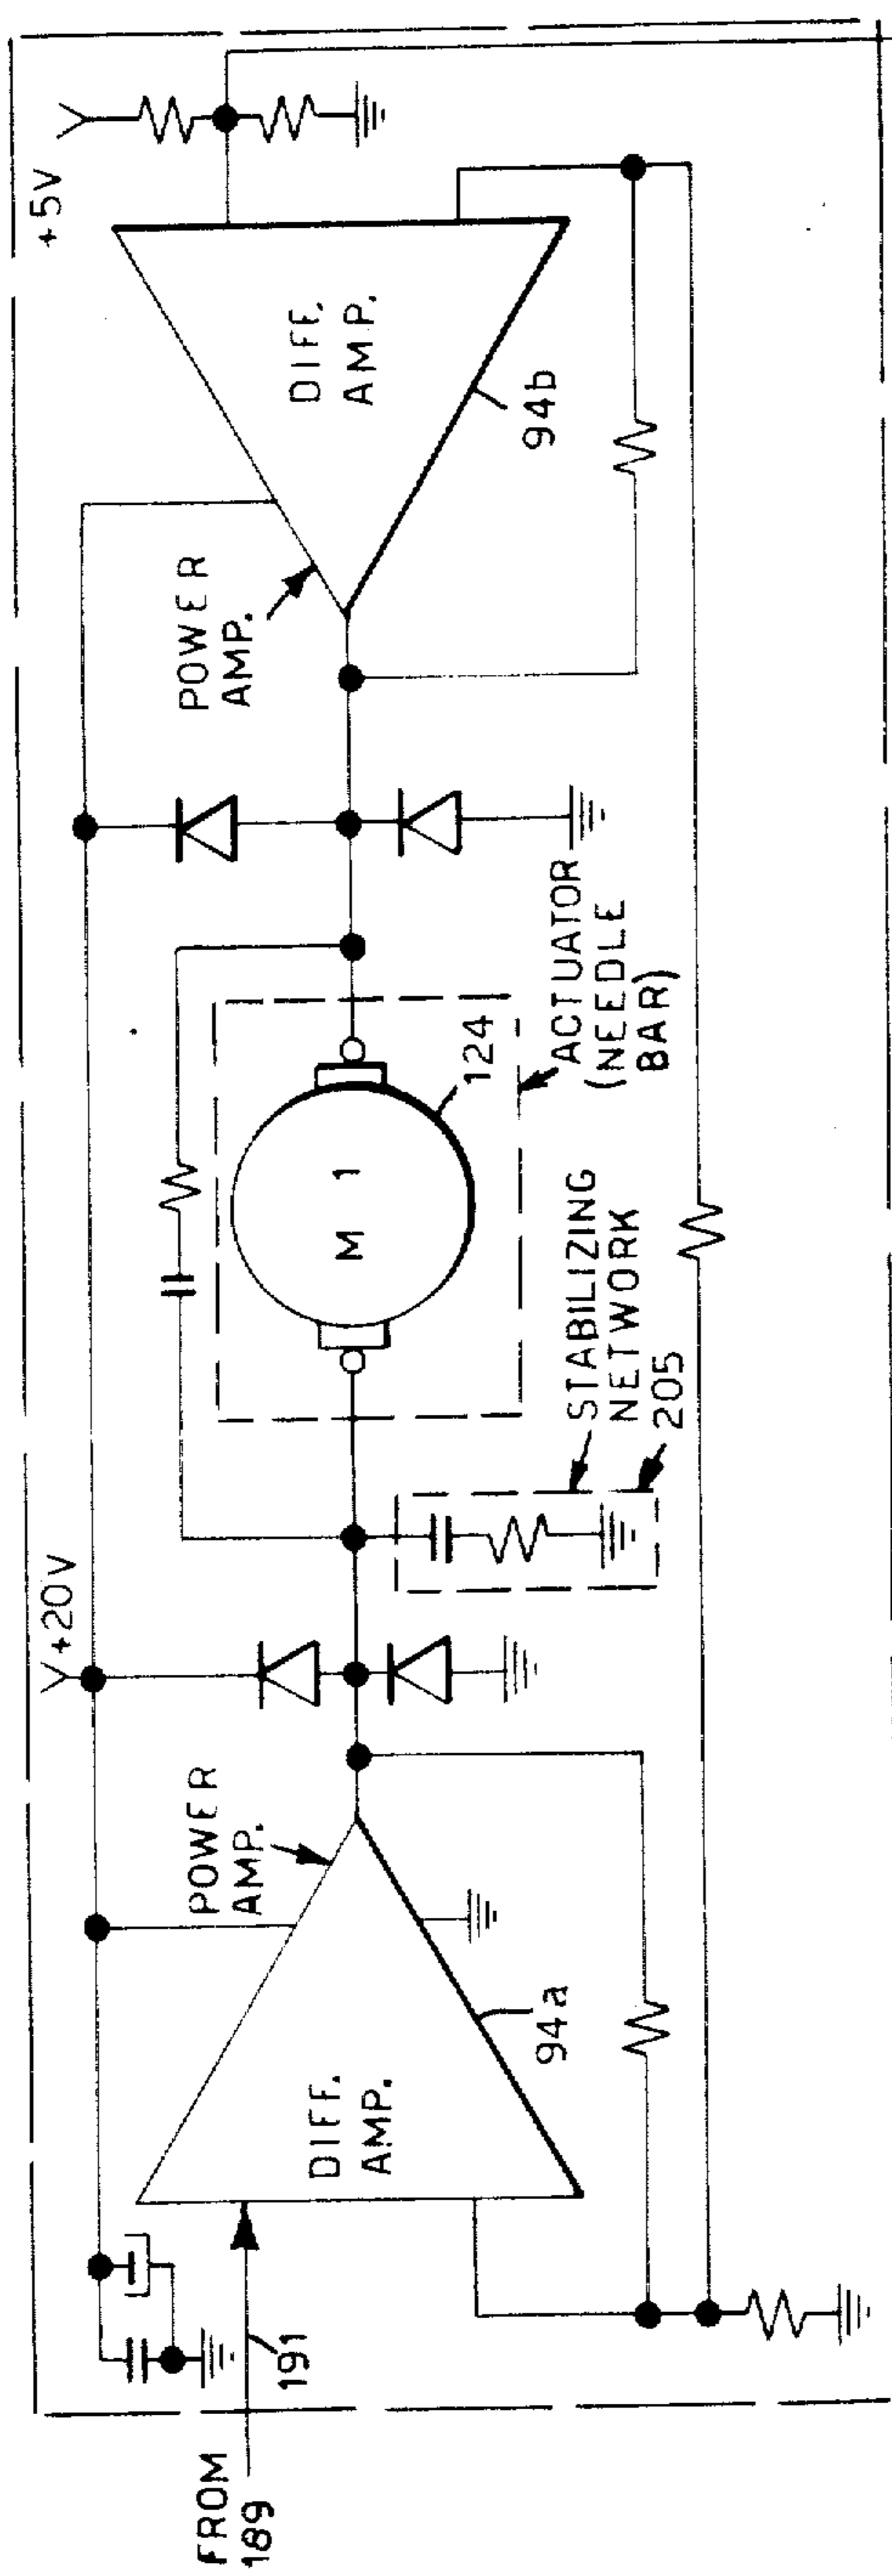 FROM
189
191
DIFF.
AMP.
94a
POWER
AMP.
+20V
STABILIZING
NETWORK
205
M 1
124
ACTUATOR
(NEEDLE
BAR)
POWER
AMP.
DIFF.
AMP.
94b
+5V